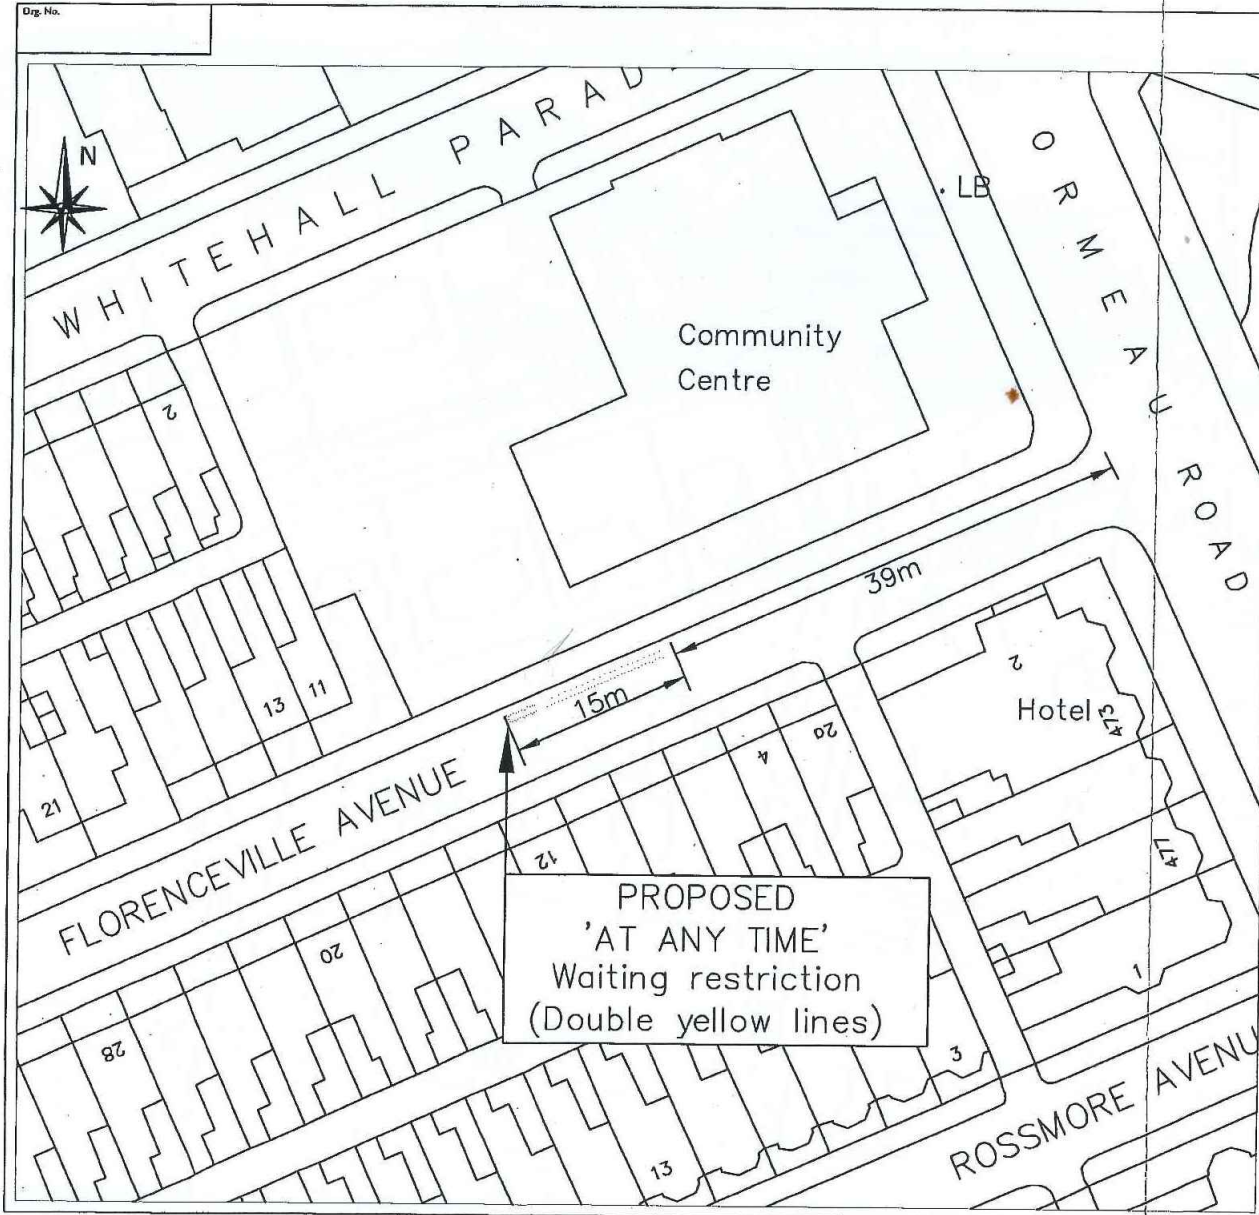 Drg. No.
N
WHITEHALL PARAD
ORMEAU ROAD
LB
Community
Centre
2
39m
15m
2
Hotel
473
13
11
21
20
4
12
FLORENCEVILLE AVENUE
477
PROPOSED
'AT ANY TIME'
Waiting restriction
(Double yellow lines)
20
28
1
3
13
ROSSMORE AVENU